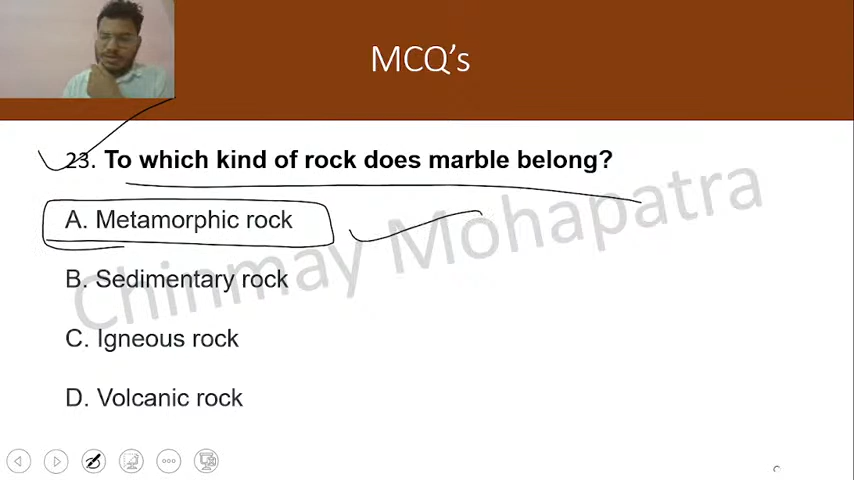 MCQ's
23. To which kind of rock does marble belong?
A. Metamorphic rock
B. Sedimentary rock
C. Igneous rock
D. Volcanic rock
Chinmay Mohapatra